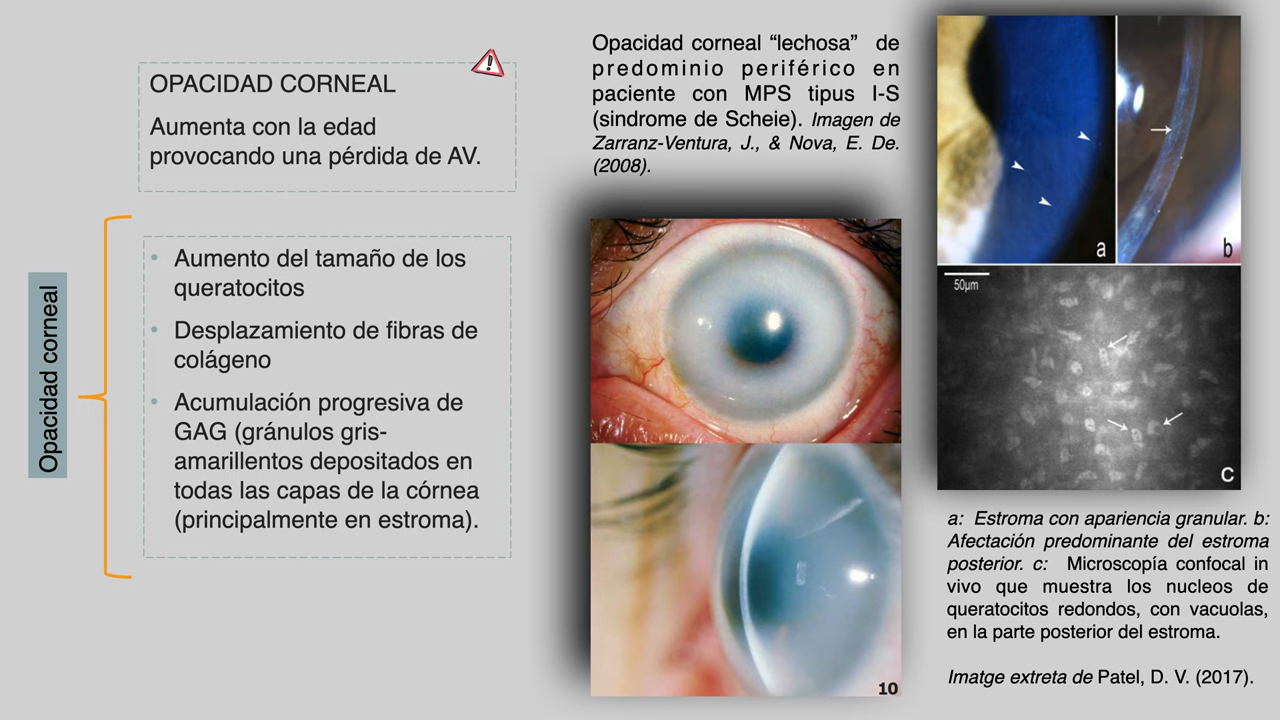 OPACIDAD CORNEAL
Aumenta con la edad
provocando una pérdida de AV.
Opacidad corneal
• Aumento del tamaño de los
queratocitos
• Desplazamiento de fibras de
colágeno
• Acumulación progresiva de
GAG (gránulos gris-
amarillentos depositados en
todas las capas de la córnea
(principalmente en estroma).
Opacidad corneal “lechosa” de
predominio periférico en
paciente con MPS tipus I-S
(sindrome de Scheie). Imagen de
Zarranz-Ventura, J., & Nova, E. De.
(2008).
10
a
b
50µm
c
a: Estroma con apariencia granular. b:
Afectación predominante del estroma
posterior. c: Microscopía confocal in
vivo que muestra los nucleos de
queratocitos redondos, con vacuolas,
en la parte posterior del estroma.
Imatge extreta de Patel, D. V. (2017).